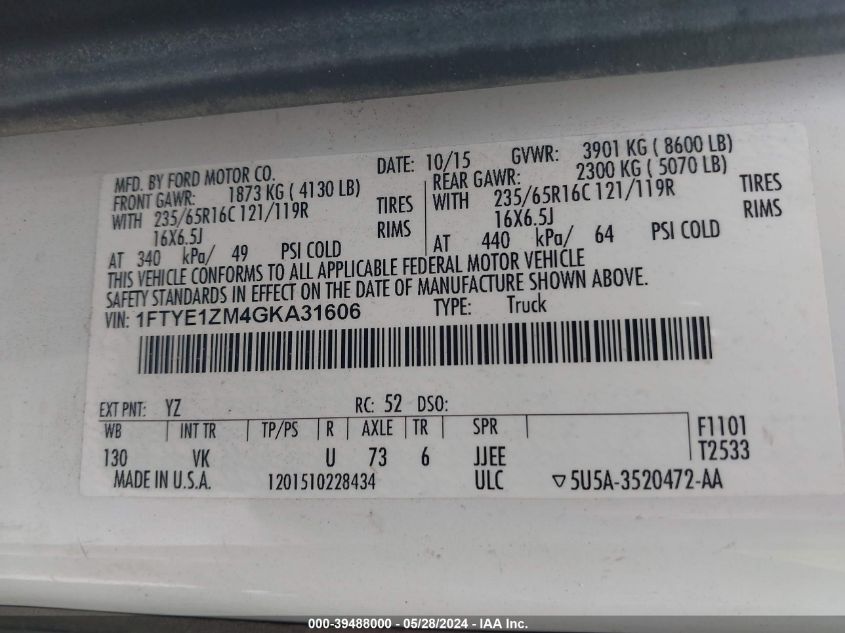 MFD. BY FORD MOTOR CO. DATE: 10/15 GVWR: 3901 KG ( 8600 LB)
FRONT GAWR: 1873 KG ( 4130 LB) REAR GAWR: 2300 KG ( 5070 LB)
WITH 235/65R16C 121/119R TIRES WITH 235/65R16C 121/119R TIRES
16X6.5J RIMS 16X6.5J RIMS
AT 340 kPa/ 49 PSI COLD AT 440 kPa/ 64 PSI COLD
THIS VEHICLE CONFORMS TO ALL APPLICABLE FEDERAL MOTOR VEHICLE
SAFETY STANDARDS IN EFFECT ON THE DATE OF MANUFACTURE SHOWN ABOVE.
VIN: 1FTYE1ZM4GKA31606 TYPE: Truck
EXT PNT: YZ RC: 52 DSO:
WB INT TR TP/PS R AXLE TR SPR F1101
130 VK U 73 6 JJEE T2533
MADE IN U.S.A. 1201510228434 ULC ▽5U5A-3520472-AA
000-39488000 - 05/28/2024 - IAA Inc.